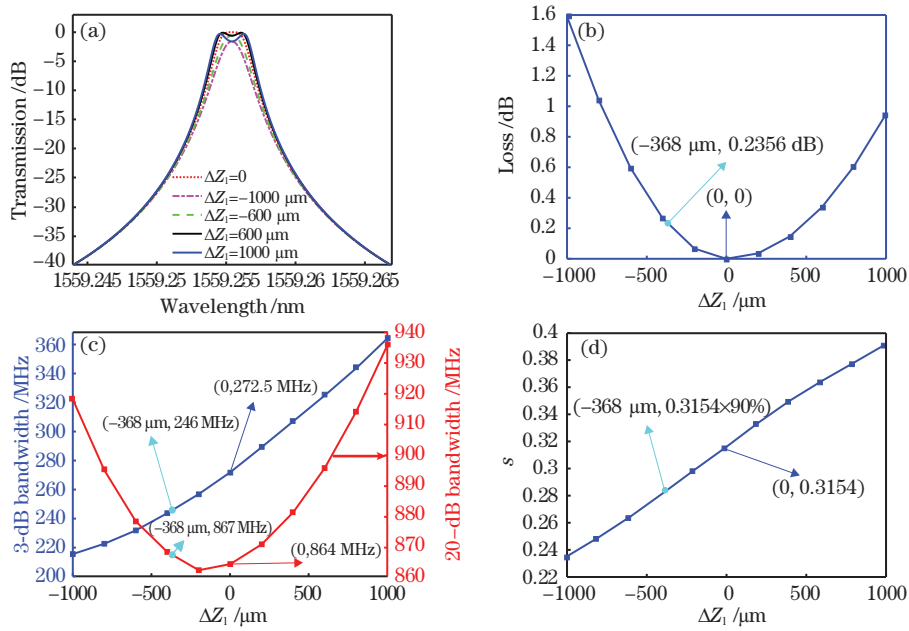 (a)
Transmission /dB
0
−5
−10
−15
−20
−25
−30
−35
−40
ΔZ₁=0
ΔZ₁=−1000 μm
ΔZ₁=−600 μm
ΔZ₁=600 μm
ΔZ₁=1000 μm
1559.245 1559.25 1559.255 1559.26 1559.265
Wavelength /nm
(b)
Loss /dB
1.6
1.4
1.2
1
0.8
0.6
0.4
0.2
0
(−368 μm, 0.2356 dB)
(0, 0)
−1000 −500 0 500 1000
ΔZ₁ /μm
(c)
3-dB bandwidth /MHz
360
340
320
300
280
260
240
220
200
(0,272.5 MHz)
(−368 μm, 246 MHz)
(−368 μm, 867 MHz)
(0,864 MHz)
940
930
920
910
900
890
880
870
860
20−dB bandwidth /MHz
−1000 −500 0 500 1000
ΔZ₁ /μm
(d)
s
0.4
0.38
0.36
0.34
0.32
0.3
0.28
0.26
0.24
0.22
(−368 μm, 0.3154×90%)
(0, 0.3154)
−1000 −500 0 500 1000
ΔZ₁ /μm